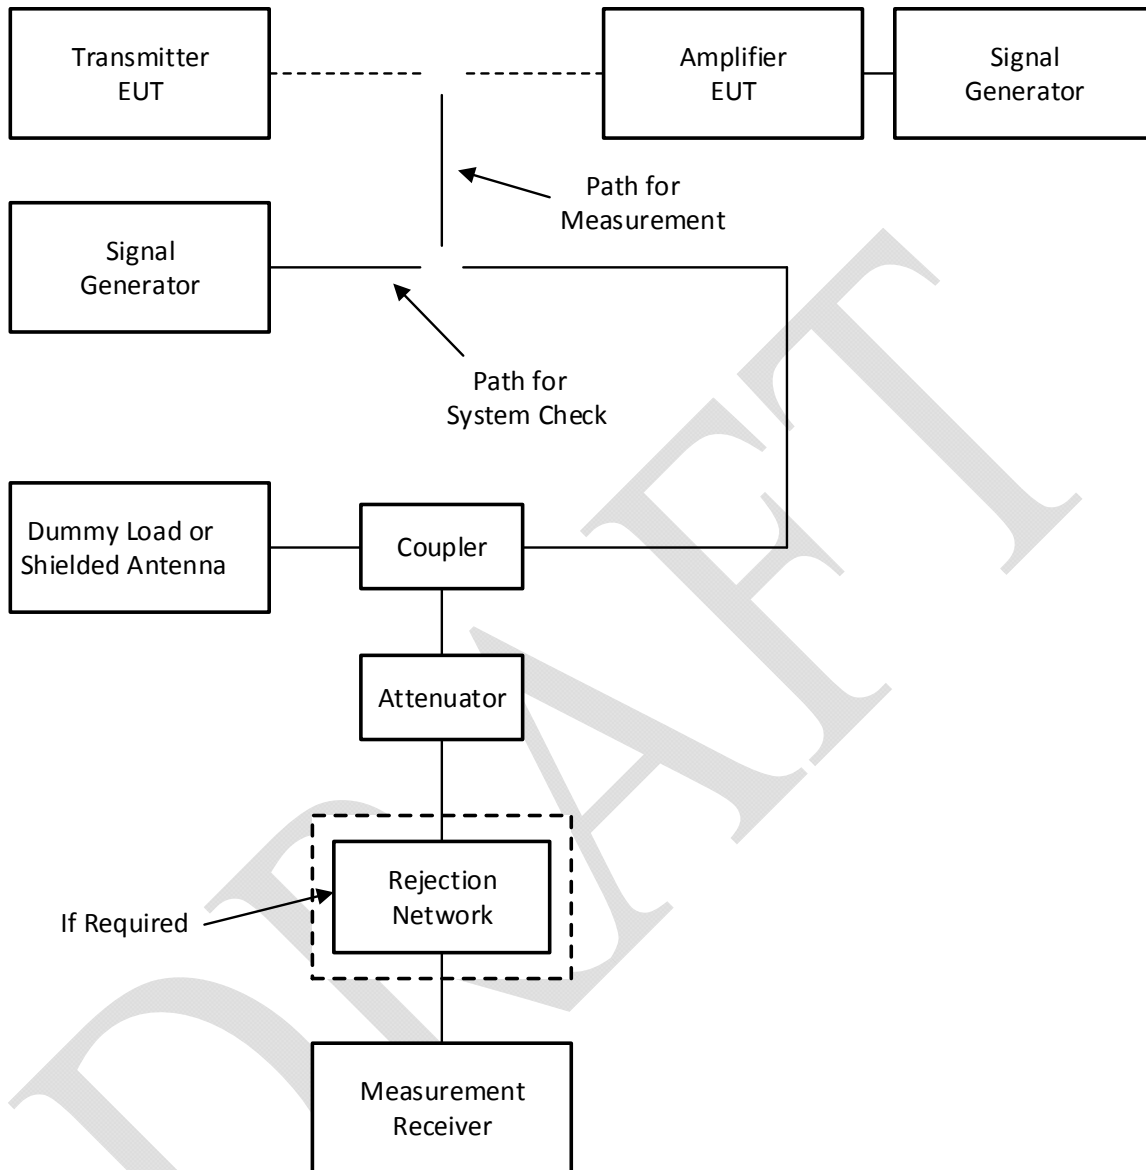 Transmitter
EUT
Amplifier
EUT
Signal
Generator
Path for
Measurement
Signal
Generator
Path for
System Check
Dummy Load or
Shielded Antenna
Coupler
Attenuator
Rejection
Network
If Required
Measurement
Receiver
DRAFT